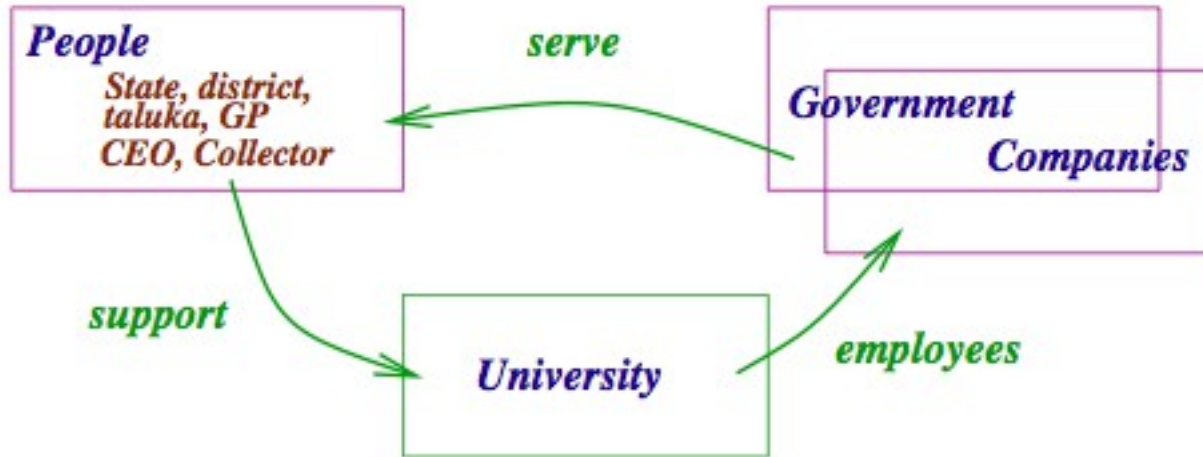 People
State, district,
taluka, GP
CEO, Collector
serve
Government
Companies
support
University
employees